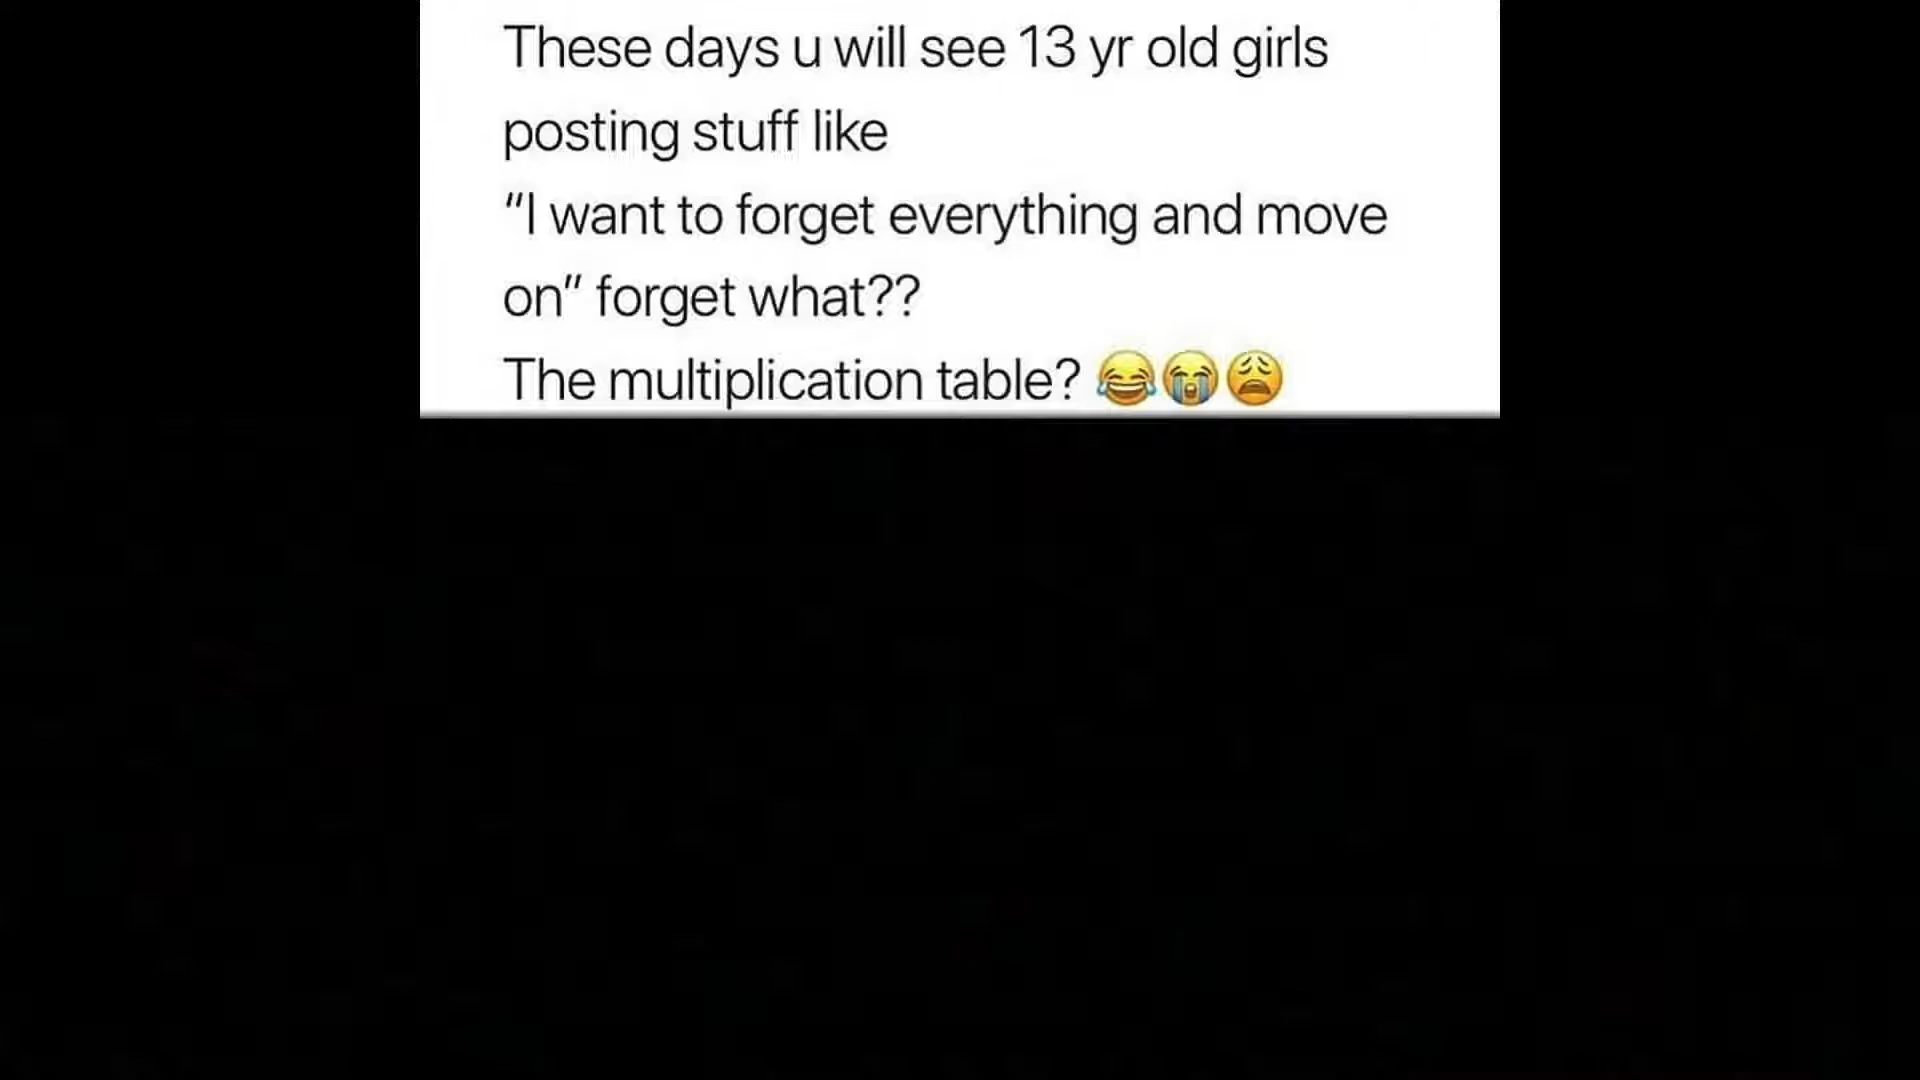 These days u will see 13 yr old girls
posting stuff like
"I want to forget everything and move
on" forget what??
The multiplication table? 😂😭😩